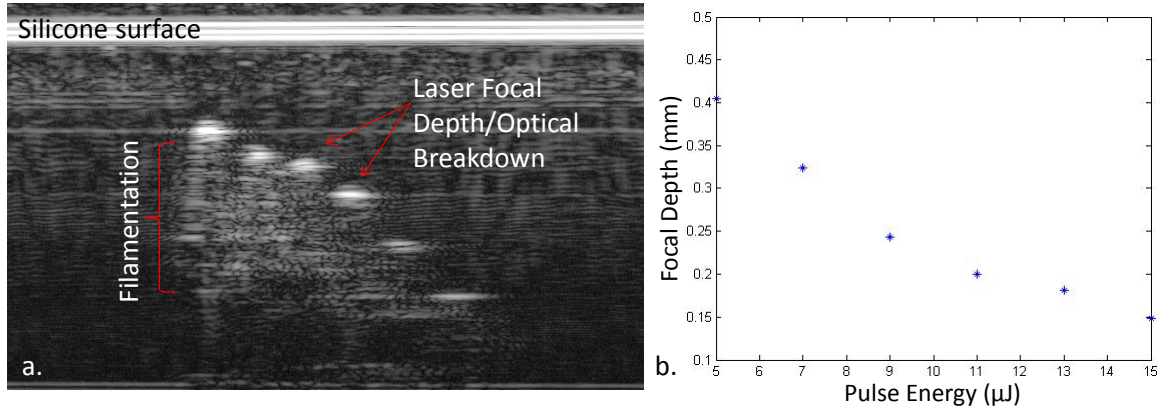 Silicone surface
Laser Focal
Depth/Optical
Breakdown
Filamentation
a.
0.5
0.45
0.4
0.35
0.3
0.25
0.2
0.15
0.1
Focal Depth (mm)
5 6 7 8 9 10 11 12 13 14 15
Pulse Energy (µJ)
b.